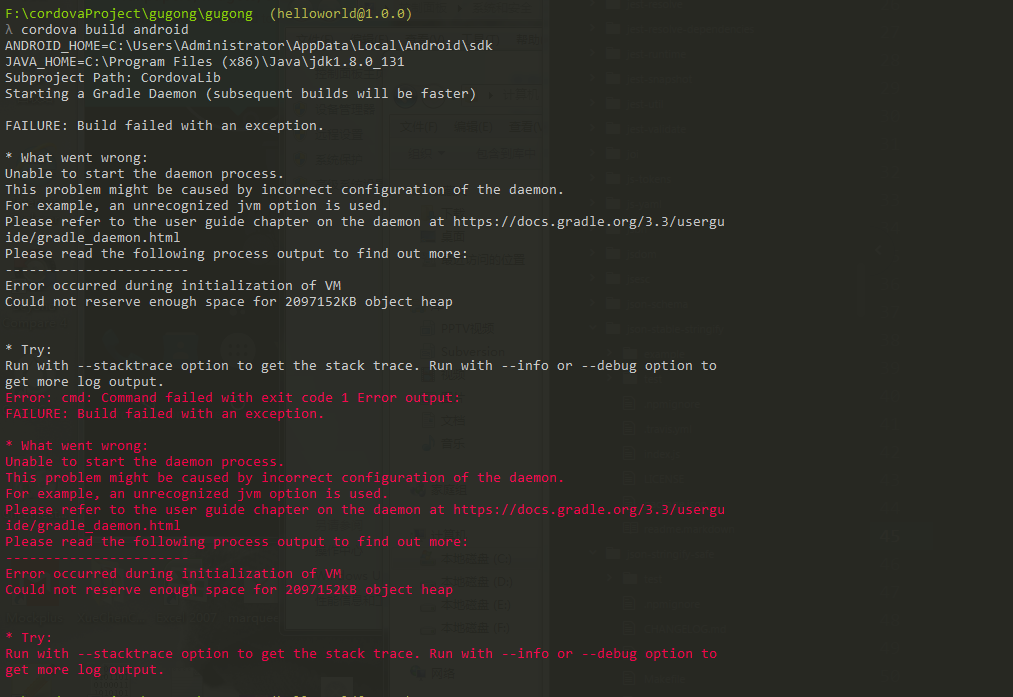 F:\cordovaProject\gugong\gugong  (helloworld@1.0.0)
λ cordova build android
ANDROID_HOME=C:\Users\Administrator\AppData\Local\Android\sdk
JAVA_HOME=C:\Program Files (x86)\Java\jdk1.8.0_131
Subproject Path: CordovaLib
Starting a Gradle Daemon (subsequent builds will be faster)
FAILURE: Build failed with an exception.
* What went wrong:
Unable to start the daemon process.
This problem might be caused by incorrect configuration of the daemon.
For example, an unrecognized jvm option is used.
Please refer to the user guide chapter on the daemon at https://docs.gradle.org/3.3/usergu
ide/gradle_daemon.html
Please read the following process output to find out more:
-----------------------
Error occurred during initialization of VM
Could not reserve enough space for 2097152KB object heap
* Try:
Run with --stacktrace option to get the stack trace. Run with --info or --debug option to
get more log output.
Error: cmd: Command failed with exit code 1 Error output:
FAILURE: Build failed with an exception.
* What went wrong:
Unable to start the daemon process.
This problem might be caused by incorrect configuration of the daemon.
For example, an unrecognized jvm option is used.
Please refer to the user guide chapter on the daemon at https://docs.gradle.org/3.3/usergu
ide/gradle_daemon.html
Please read the following process output to find out more:
-----------------------
Error occurred during initialization of VM
Could not reserve enough space for 2097152KB object heap
* Try:
Run with --stacktrace option to get the stack trace. Run with --info or --debug option to
get more log output.